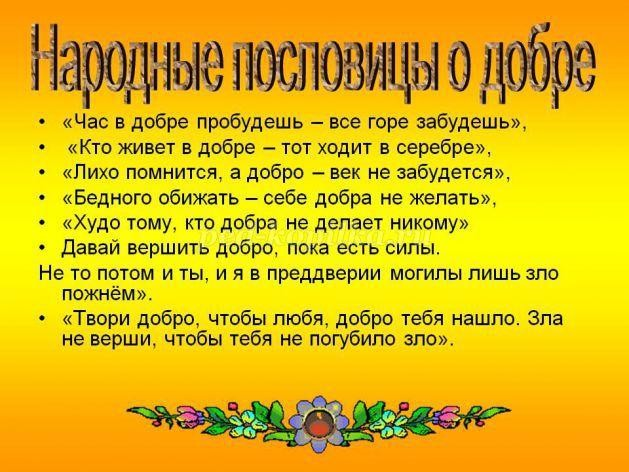 Народные пословицы о добре
• «Час в добре пробудешь – все горе забудешь»,
• «Кто живет в добре – тот ходит в серебре»,
• «Лихо помнится, а добро – век не забудется»,
• «Бедного обижать – себе добра не желать»,
• «Худо тому, кто добра не делает никому»
• Давай вершить добро, пока есть силы.
Не то потом и ты, и я в преддверии могилы лишь зло
пожнём».
• «Твори добро, чтобы любя, добро тебя нашло. Зла
не верши, чтобы тебя не погубило зло».